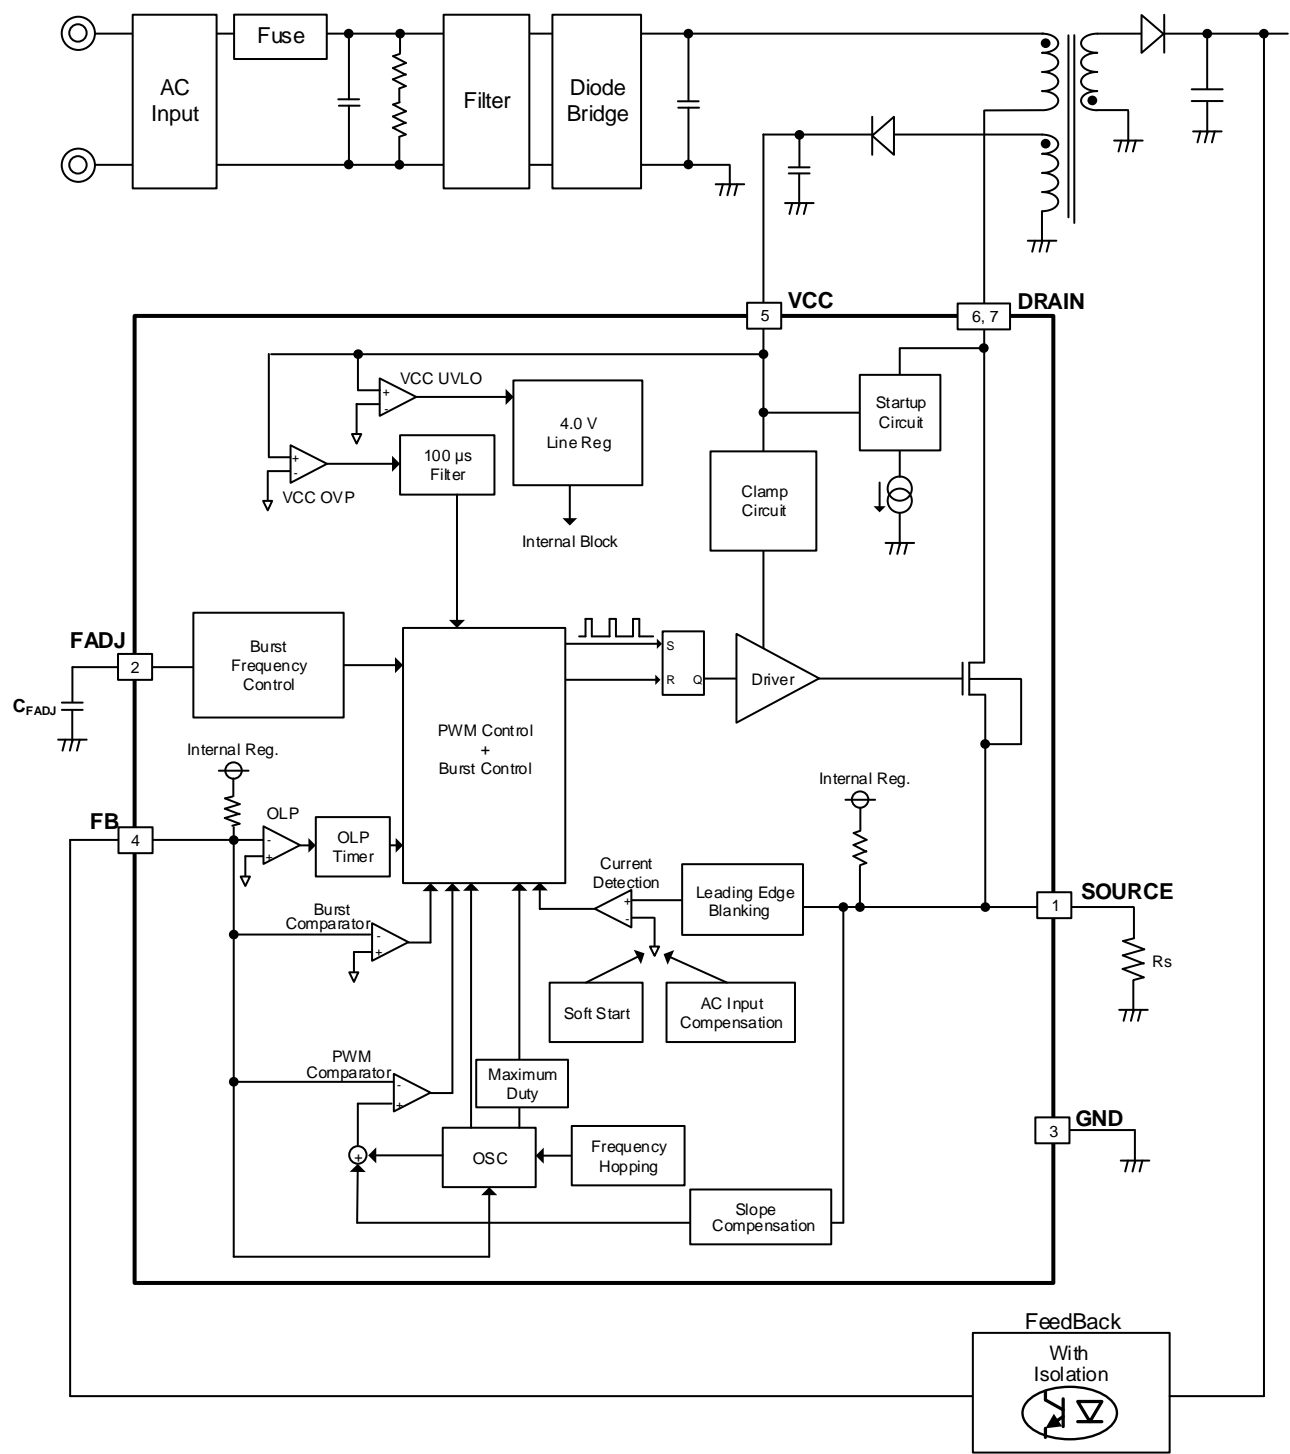 Fuse
AC
Input
Filter
Diode
Bridge
VCC
DRAIN
5
6, 7
VCC UVLO
+
-
4.0 V
Line Reg
Startup
Circuit
100 µs
Filter
+
-
VCC OVP
Clamp
Circuit
Internal Block
FADJ
2
Burst
Frequency
Control
S
R
Q
Driver
CFADJ
PWM Control
+
Burst Control
Internal Reg.
Internal Reg.
FB
4
OLP
-
+
OLP
Timer
Current
Detection
+
-
Leading Edge
Blanking
SOURCE
1
Burst
Comparator
-
+
Rs
Soft Start
AC Input
Compensation
PWM
Comparator
-
+
Maximum
Duty
GND
3
+
OSC
Frequency
Hopping
Slope
Compensation
FeedBack
With
Isolation